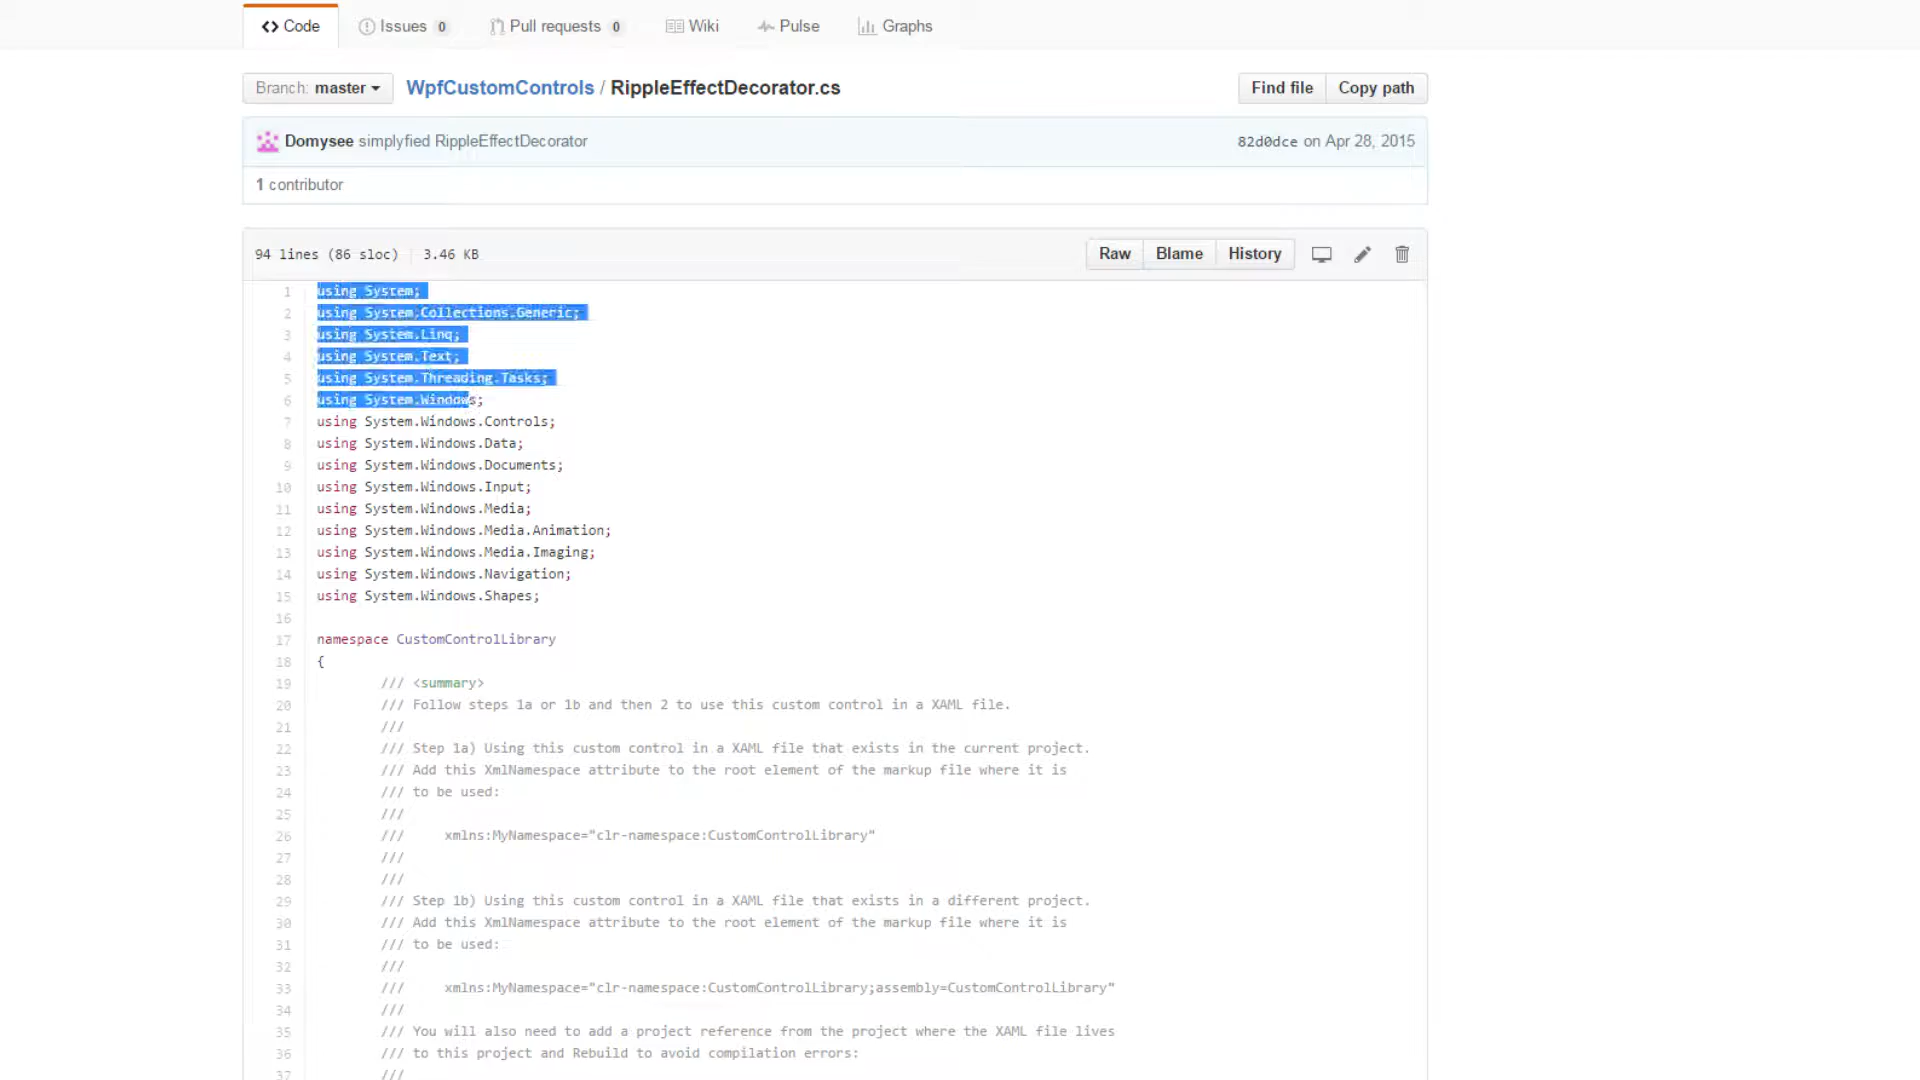 Code Issues 0 Pull requests 0 Wiki Pulse Graphs
Branch: master WpfCustomControls / RippleEffectDecorator.cs Find file Copy path
Domysee simplyfied RippleEffectDecorator 82d0dce on Apr 28, 2015
1 contributor
94 lines (86 sloc) 3.46 KB Raw Blame History
1 using System;
2 using System.Collections.Generic;
3 using System.Linq;
4 using System.Text;
5 using System.Threading.Tasks;
6 using System.Windows;
7 using System.Windows.Controls;
8 using System.Windows.Data;
9 using System.Windows.Documents;
10 using System.Windows.Input;
11 using System.Windows.Media;
12 using System.Windows.Media.Animation;
13 using System.Windows.Media.Imaging;
14 using System.Windows.Navigation;
15 using System.Windows.Shapes;
16
17 namespace CustomControlLibrary
18 {
19 /// <summary>
20 /// Follow steps 1a or 1b and then 2 to use this custom control in a XAML file.
21 ///
22 /// Step 1a) Using this custom control in a XAML file that exists in the current project.
23 /// Add this XmlNamespace attribute to the root element of the markup file where it is
24 /// to be used:
25 ///
26 /// xmlns:MyNamespace="clr-namespace:CustomControlLibrary"
27 ///
28 ///
29 /// Step 1b) Using this custom control in a XAML file that exists in a different project.
30 /// Add this XmlNamespace attribute to the root element of the markup file where it is
31 /// to be used:
32 ///
33 /// xmlns:MyNamespace="clr-namespace:CustomControlLibrary;assembly=CustomControlLibrary"
34 ///
35 /// You will also need to add a project reference from the project where the XAML file lives
36 /// to this project and Rebuild to avoid compilation errors:
37 ///